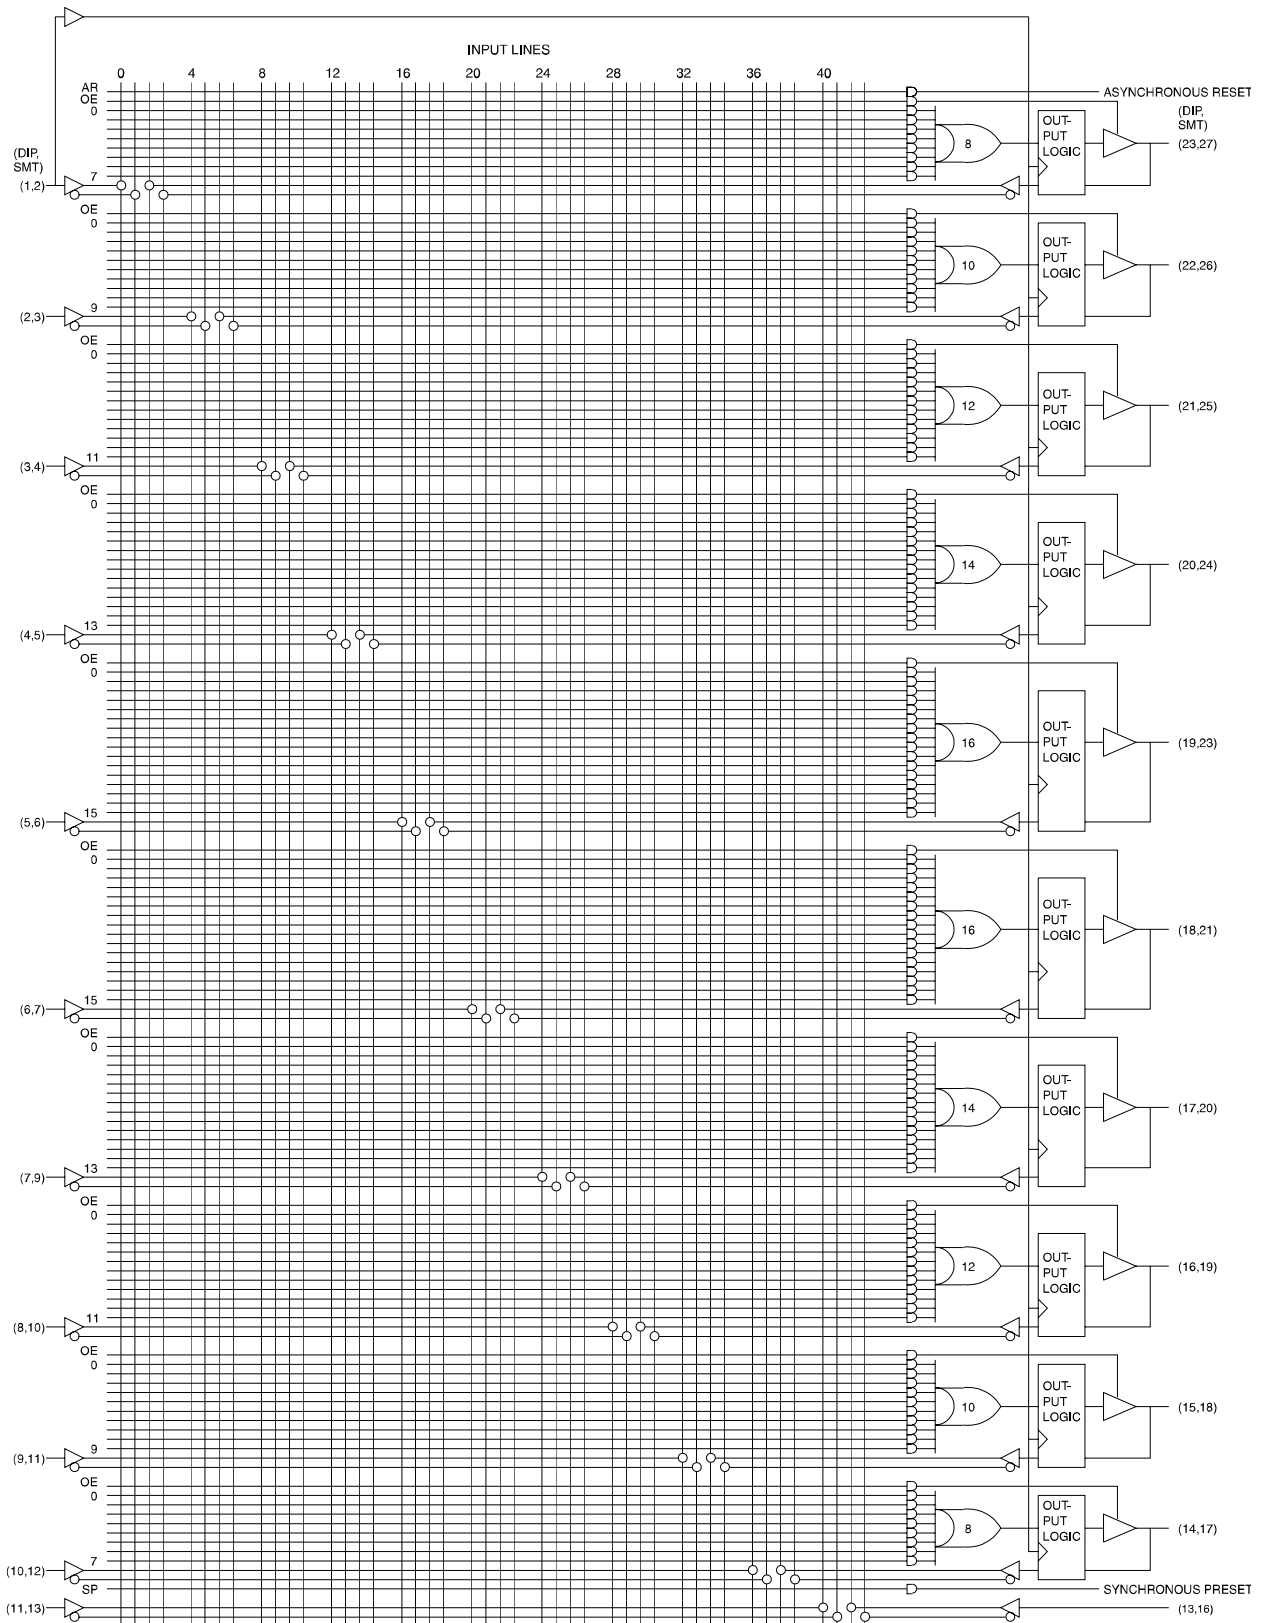 INPUT LINES
0 4 8 12 16 20 24 28 32 36 40
AR
ASYNCHRONOUS RESET
OE
0
(DIP,
SMT)
8
OUT-
PUT
LOGIC
(23,27)
(DIP,
SMT)
7
(1,2)
OE
0
10
OUT-
PUT
LOGIC
(22,26)
9
(2,3)
OE
0
12
OUT-
PUT
LOGIC
(21,25)
11
(3,4)
OE
0
14
OUT-
PUT
LOGIC
(20,24)
13
(4,5)
OE
0
16
OUT-
PUT
LOGIC
(19,23)
15
(5,6)
OE
0
16
OUT-
PUT
LOGIC
(18,21)
15
(6,7)
OE
0
14
OUT-
PUT
LOGIC
(17,20)
13
(7,9)
OE
0
12
OUT-
PUT
LOGIC
(16,19)
11
(8,10)
OE
0
10
OUT-
PUT
LOGIC
(15,18)
9
(9,11)
OE
0
8
OUT-
PUT
LOGIC
(14,17)
7
(10,12)
SP
SYNCHRONOUS PRESET
(11,13)
(13,16)